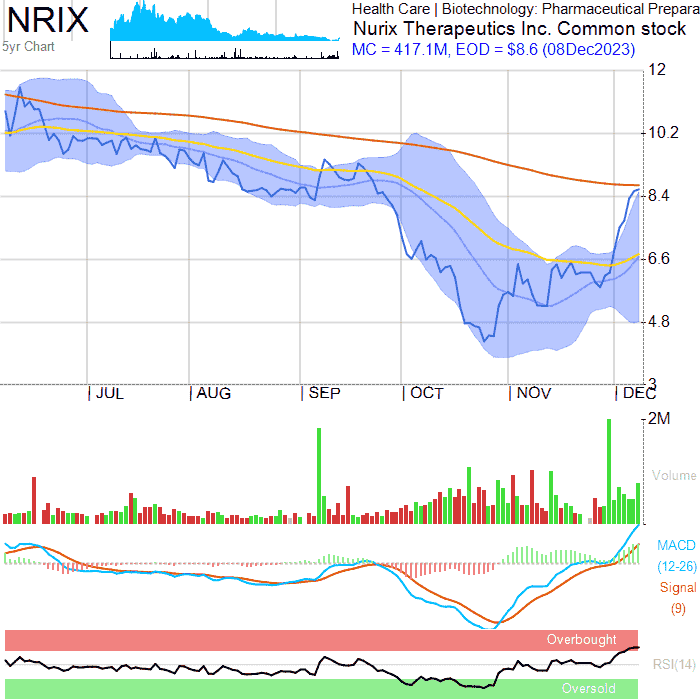 NRIX
5yr Chart
Health Care | Biotechnology: Pharmaceutical Prepara
Nurix Therapeutics Inc. Common stock
MC = 417.1M, EOD = $8.6 (08Dec2023)
12
10.2
8.4
6.6
4.8
3
JUL AUG SEP OCT NOV DEC
2M
Volume
MACD
(12-26)
Signal
(9)
Overbought
RSI(14)
Oversold